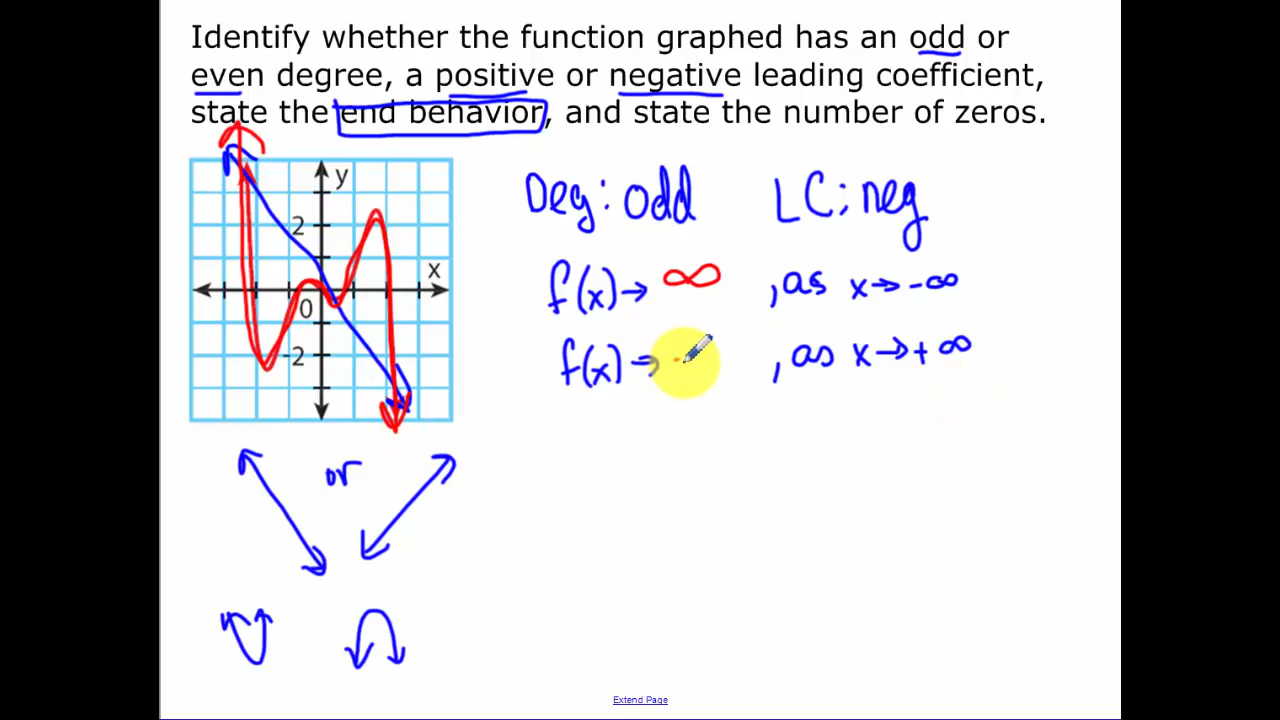 Identify whether the function graphed has an odd or
even degree, a positive or negative leading coefficient,
state the end behavior, and state the number of zeros.
y
2
x
0
-2
Deg: odd LC: neg
f(x)→ ∞ , as x→-∞
f(x)→ - , as x→+∞
or
Extend Page